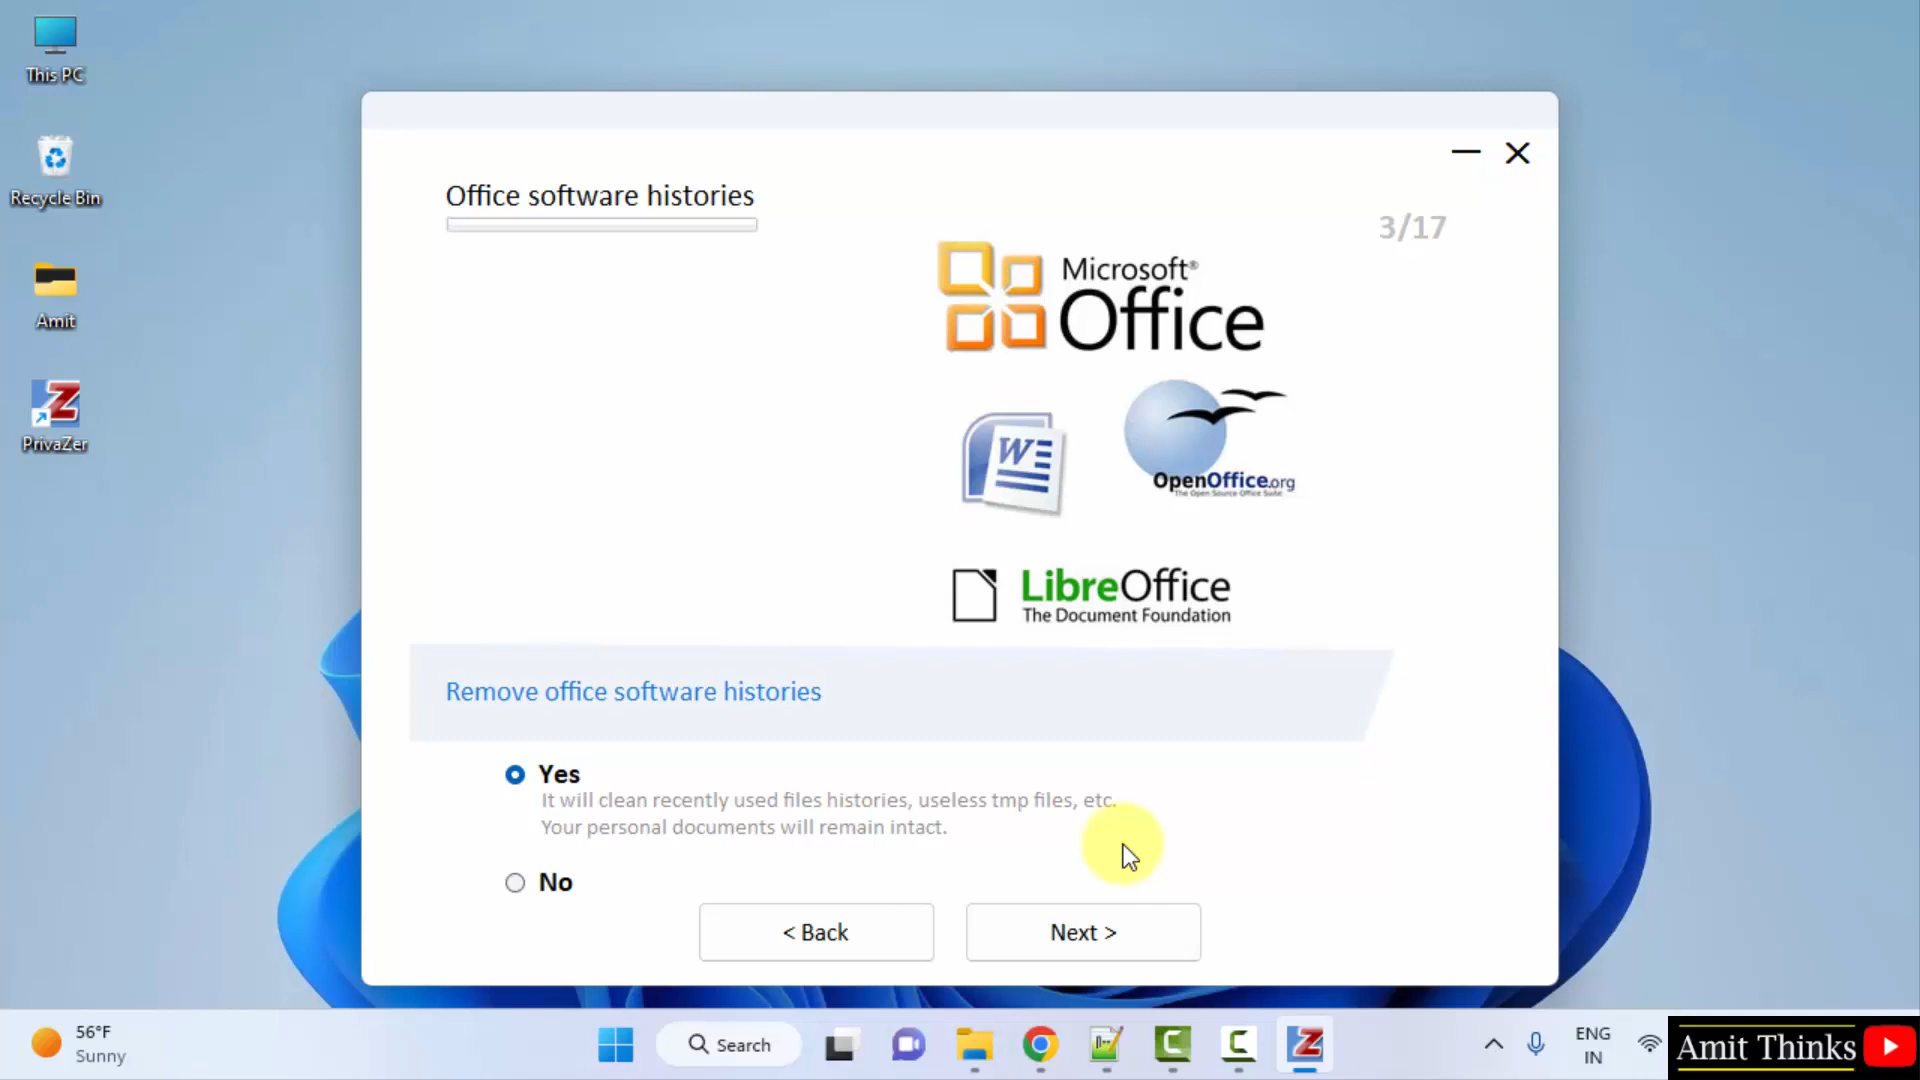 This PC
Recycle Bin
Amit
PrivaZer
Office software histories
3/17
Microsoft®
Office
W
OpenOffice.org
The Open Source Office Suite
LibreOffice
The Document Foundation
Remove office software histories
Yes
It will clean recently used files histories, useless tmp files, etc.
Your personal documents will remain intact.
No
< Back
Next >
56°F
Sunny
Search
ENG
IN
Amit Thinks